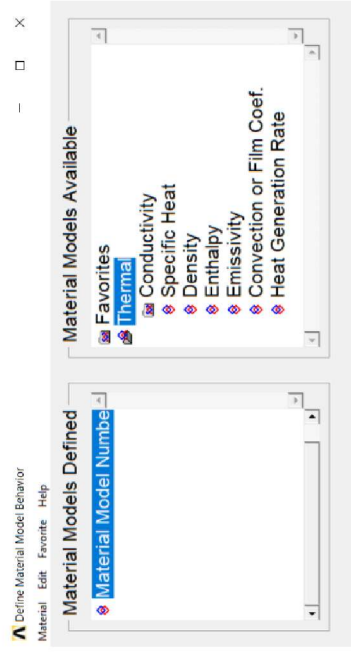 Define Material Model Behavior
Material Edit Favorite Help
Material Models Defined
Material Model Numbe
Material Models Available
Favorites
Thermal
Conductivity
Specific Heat
Density
Enthalpy
Emissivity
Convection or Film Coef.
Heat Generation Rate